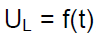 U_L = f(t)